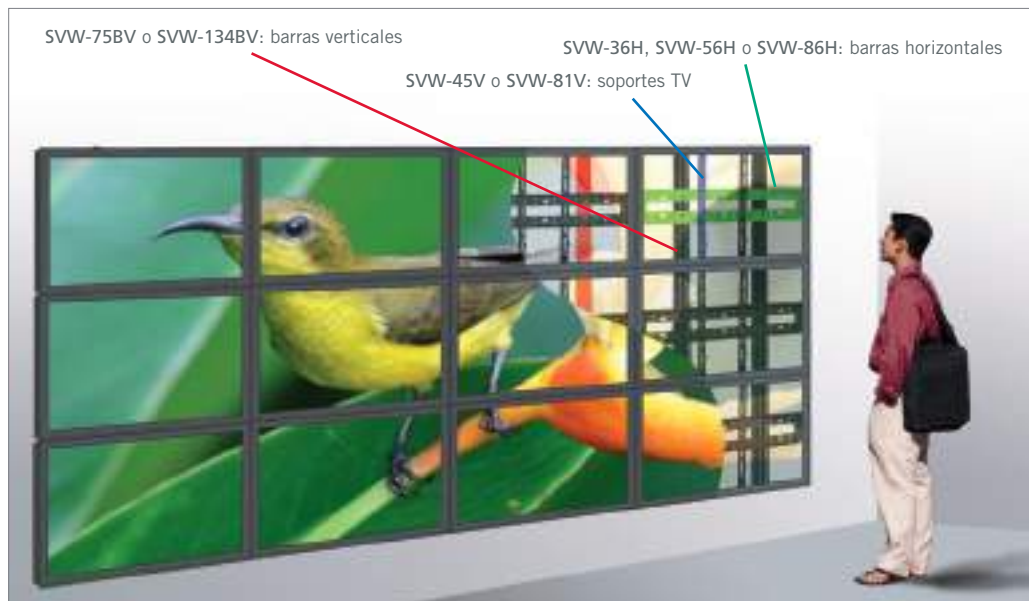 SVW-75BV o SVW-134BV: barras verticales
SVW-36H, SVW-56H o SVW-86H: barras horizontales
SVW-45V o SVW-81V: soportes TV